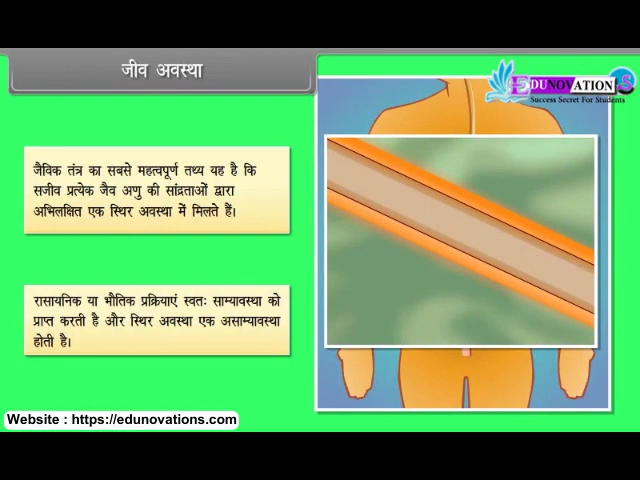 जीव अवस्था
EDUNOVATIONS
Success Secret For Students
जैविक तंत्र का सबसे महत्वपूर्ण तथ्य यह है कि
सजीव प्रत्येक जैव अणु की सांद्रताओं द्वारा
अभिलक्षित एक स्थिर अवस्था में मिलते हैं।
रासायनिक या भौतिक प्रक्रियाएं स्वतः साम्यावस्था को
प्राप्त करती है और स्थिर अवस्था एक असाम्यावस्था
होती है।
Website : https://edunovations.com